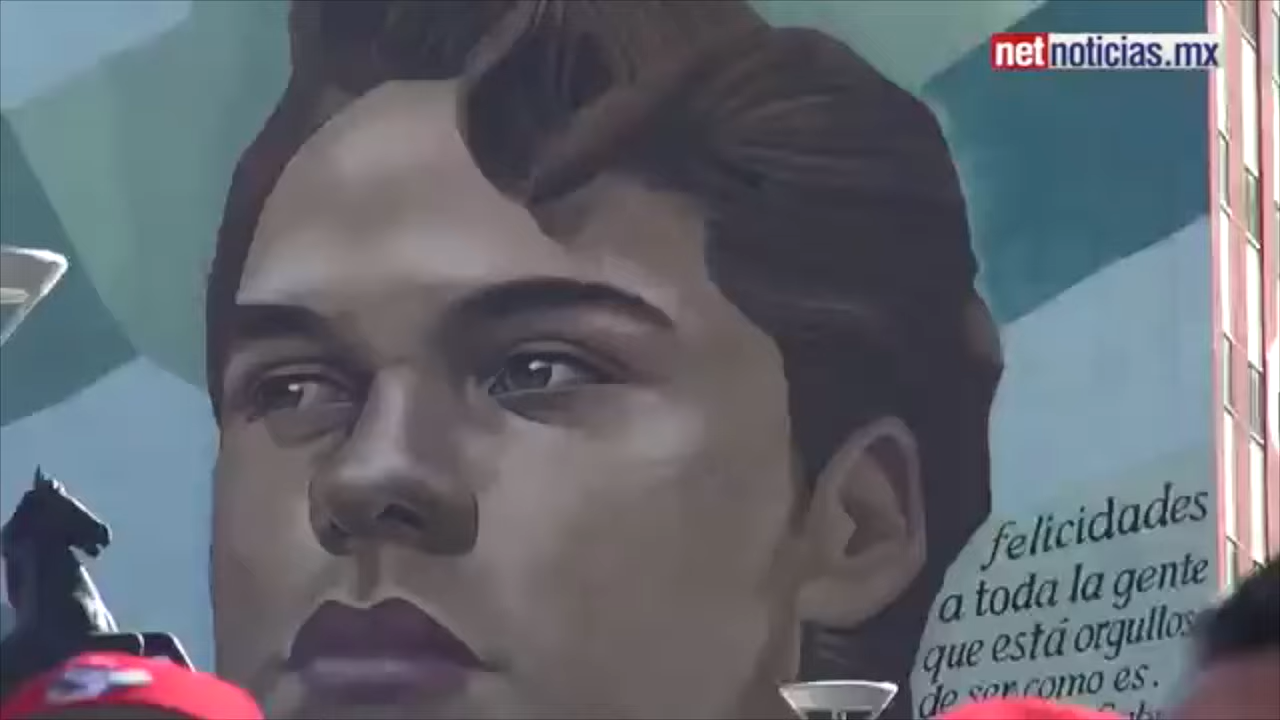 netnoticias.mx
felicidades
a toda la gente
que está orgullos
de ser como es.